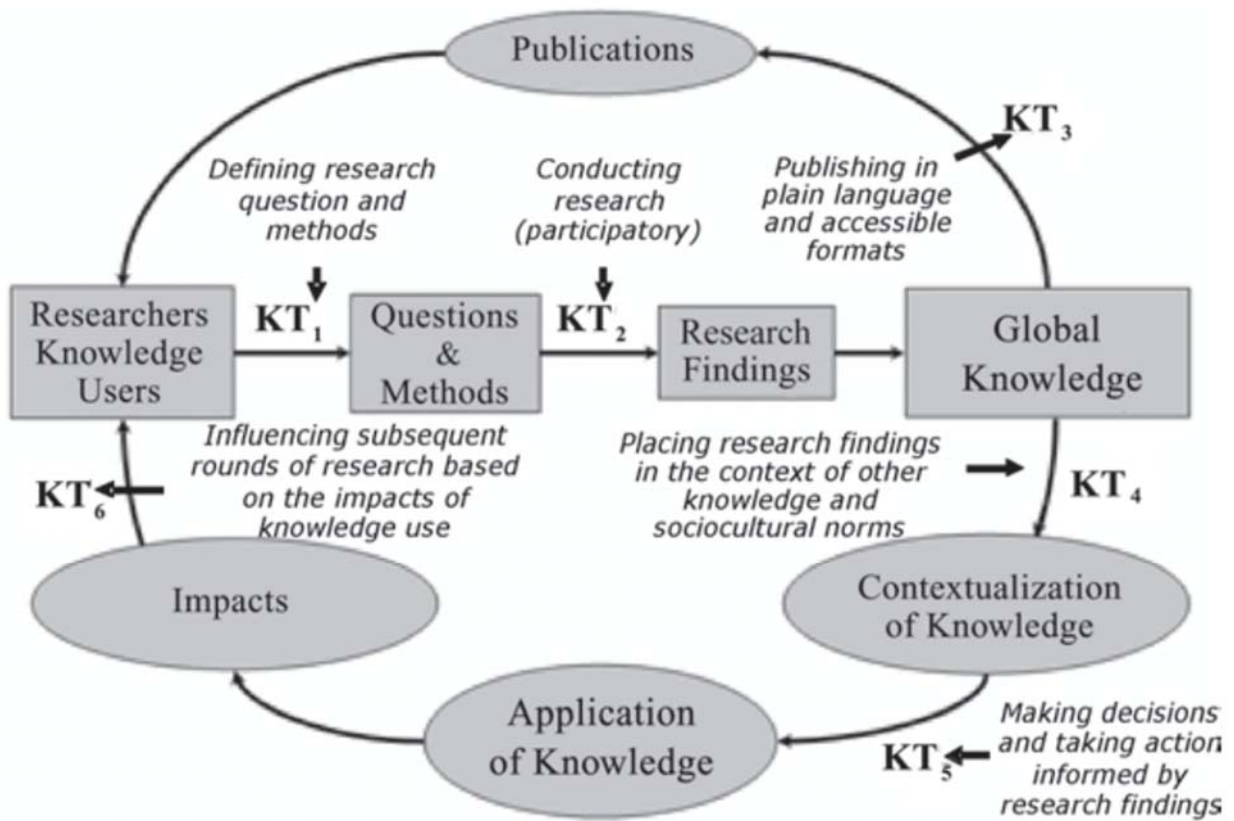 Publications
KT3
Defining research
question and
methods
Conducting
research
(participatory)
Publishing in
plain language
and accessible
formats
Researchers
Knowledge
Users
KT1
Questions
&
Methods
KT2
Research
Findings
Global
Knowledge
Influencing subsequent
rounds of research based
on the impacts of
knowledge use
KT6
Placing research findings
in the context of other
knowledge and
sociocultural norms
KT4
Impacts
Contextualization
of Knowledge
Application
of Knowledge
KT5
Making decisions
and taking action
informed by
research findings